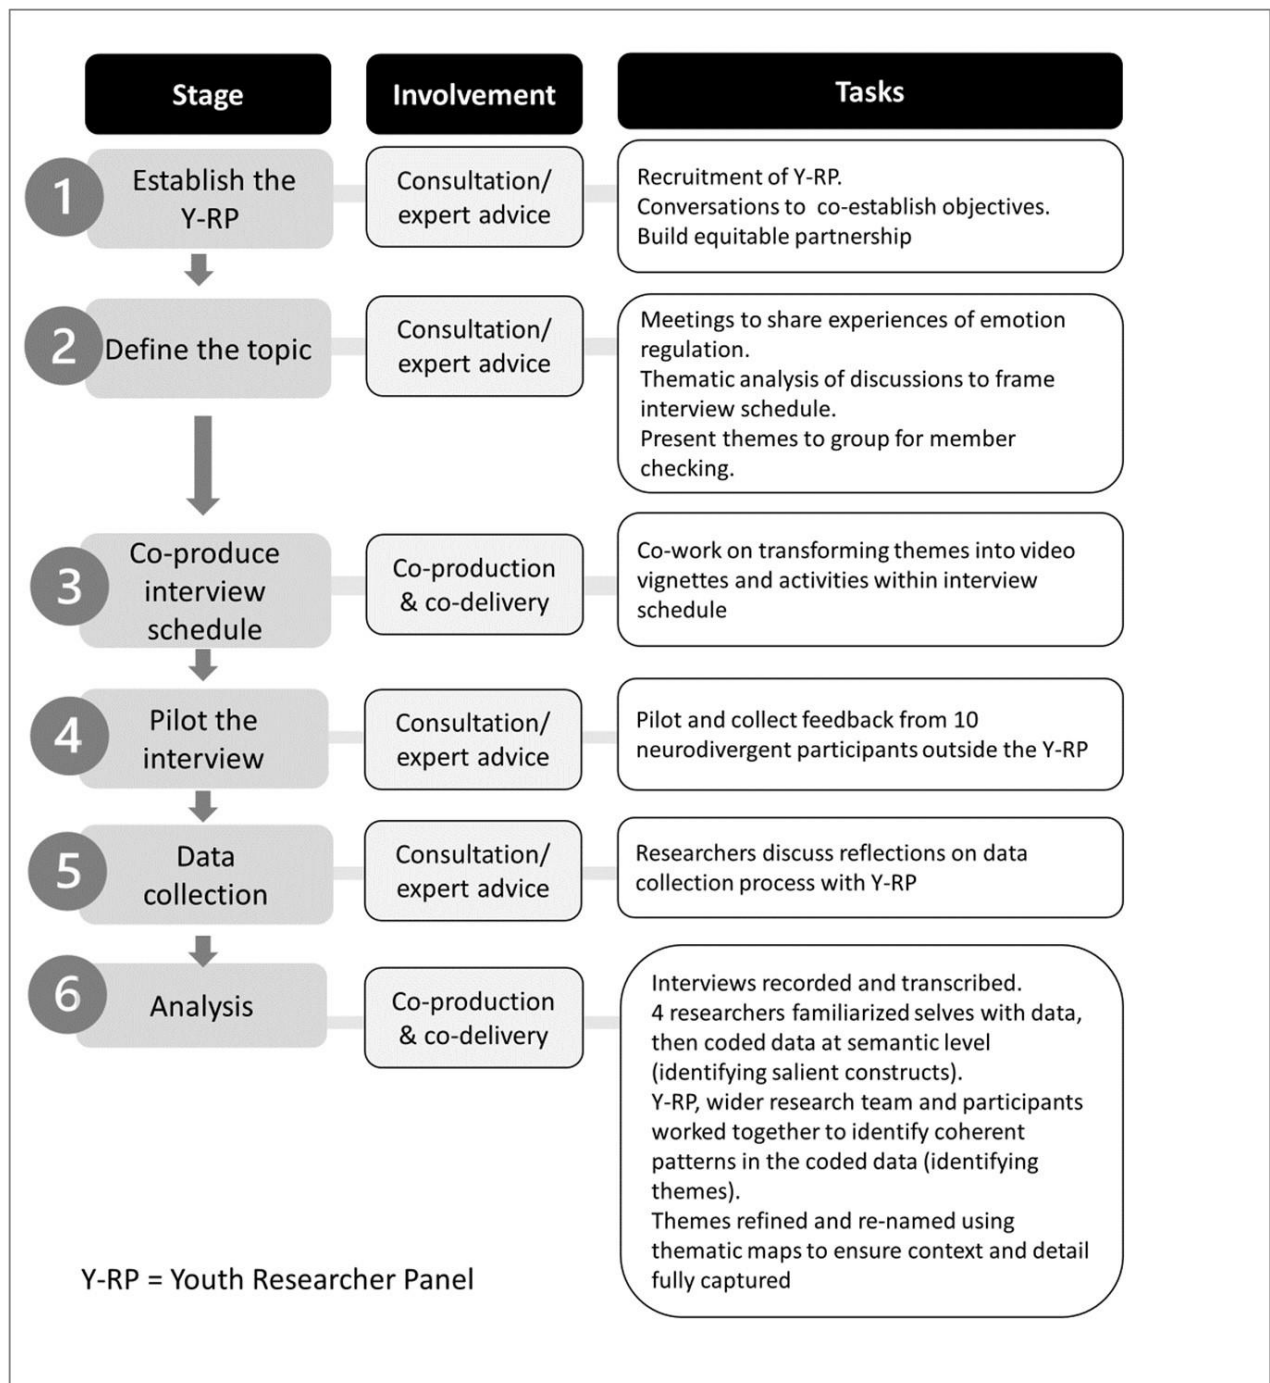 Stage
Involvement
Tasks
1
Establish the
Y-RP
Consultation/
expert advice
Recruitment of Y-RP.
Conversations to co-establish objectives.
Build equitable partnership
2
Define the topic
Consultation/
expert advice
Meetings to share experiences of emotion
regulation.
Thematic analysis of discussions to frame
interview schedule.
Present themes to group for member
checking.
3
Co-produce
interview
schedule
Co-production
& co-delivery
Co-work on transforming themes into video
vignettes and activities within interview
schedule
4
Pilot the
interview
Consultation/
expert advice
Pilot and collect feedback from 10
neurodivergent participants outside the Y-RP
5
Data
collection
Consultation/
expert advice
Researchers discuss reflections on data
collection process with Y-RP
6
Analysis
Co-production
& co-delivery
Interviews recorded and transcribed.
4 researchers familiarized selves with data,
then coded data at semantic level
(identifying salient constructs).
Y-RP, wider research team and participants
worked together to identify coherent
patterns in the coded data (identifying
themes).
Themes refined and re-named using
thematic maps to ensure context and detail
fully captured
Y-RP = Youth Researcher Panel